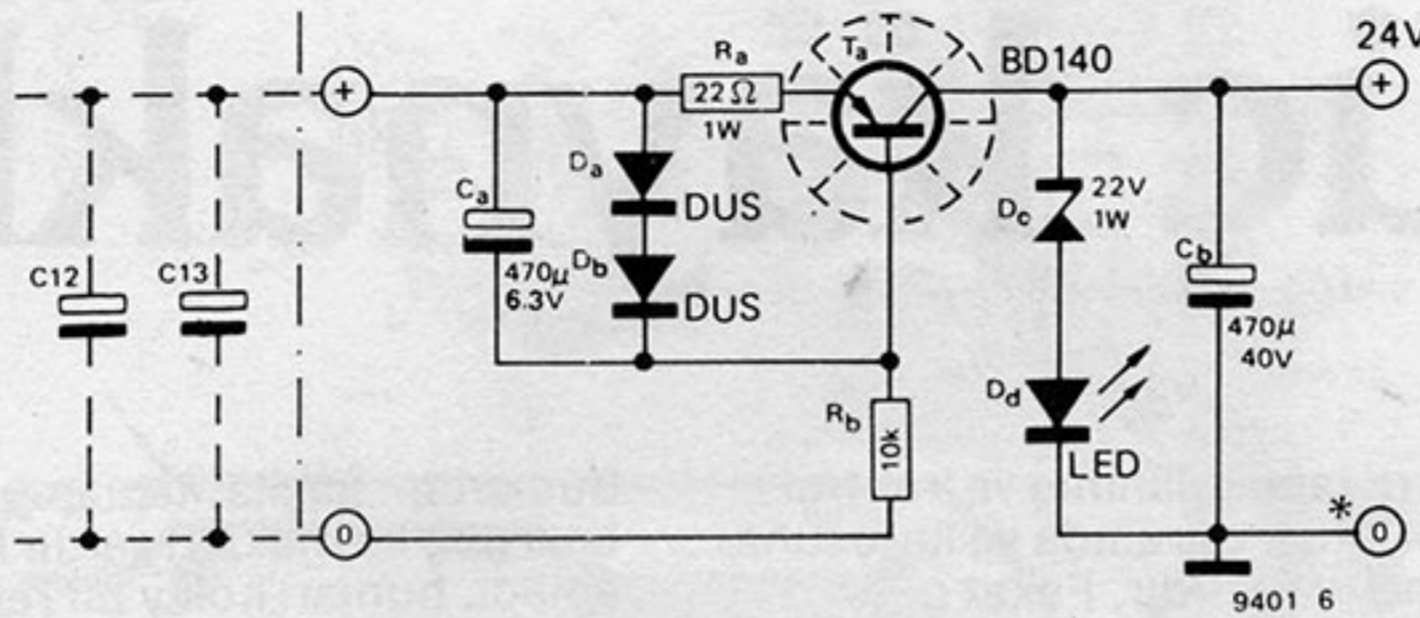 24V
+
Ra
22Ω
1W
Ta
BD140
+
Ca
470μ
6.3V
Da
DUS
Db
DUS
Dc
22V
1W
Cb
470μ
40V
C12
C13
Rb
10k
Dd
LED
0
*
0
9401 6